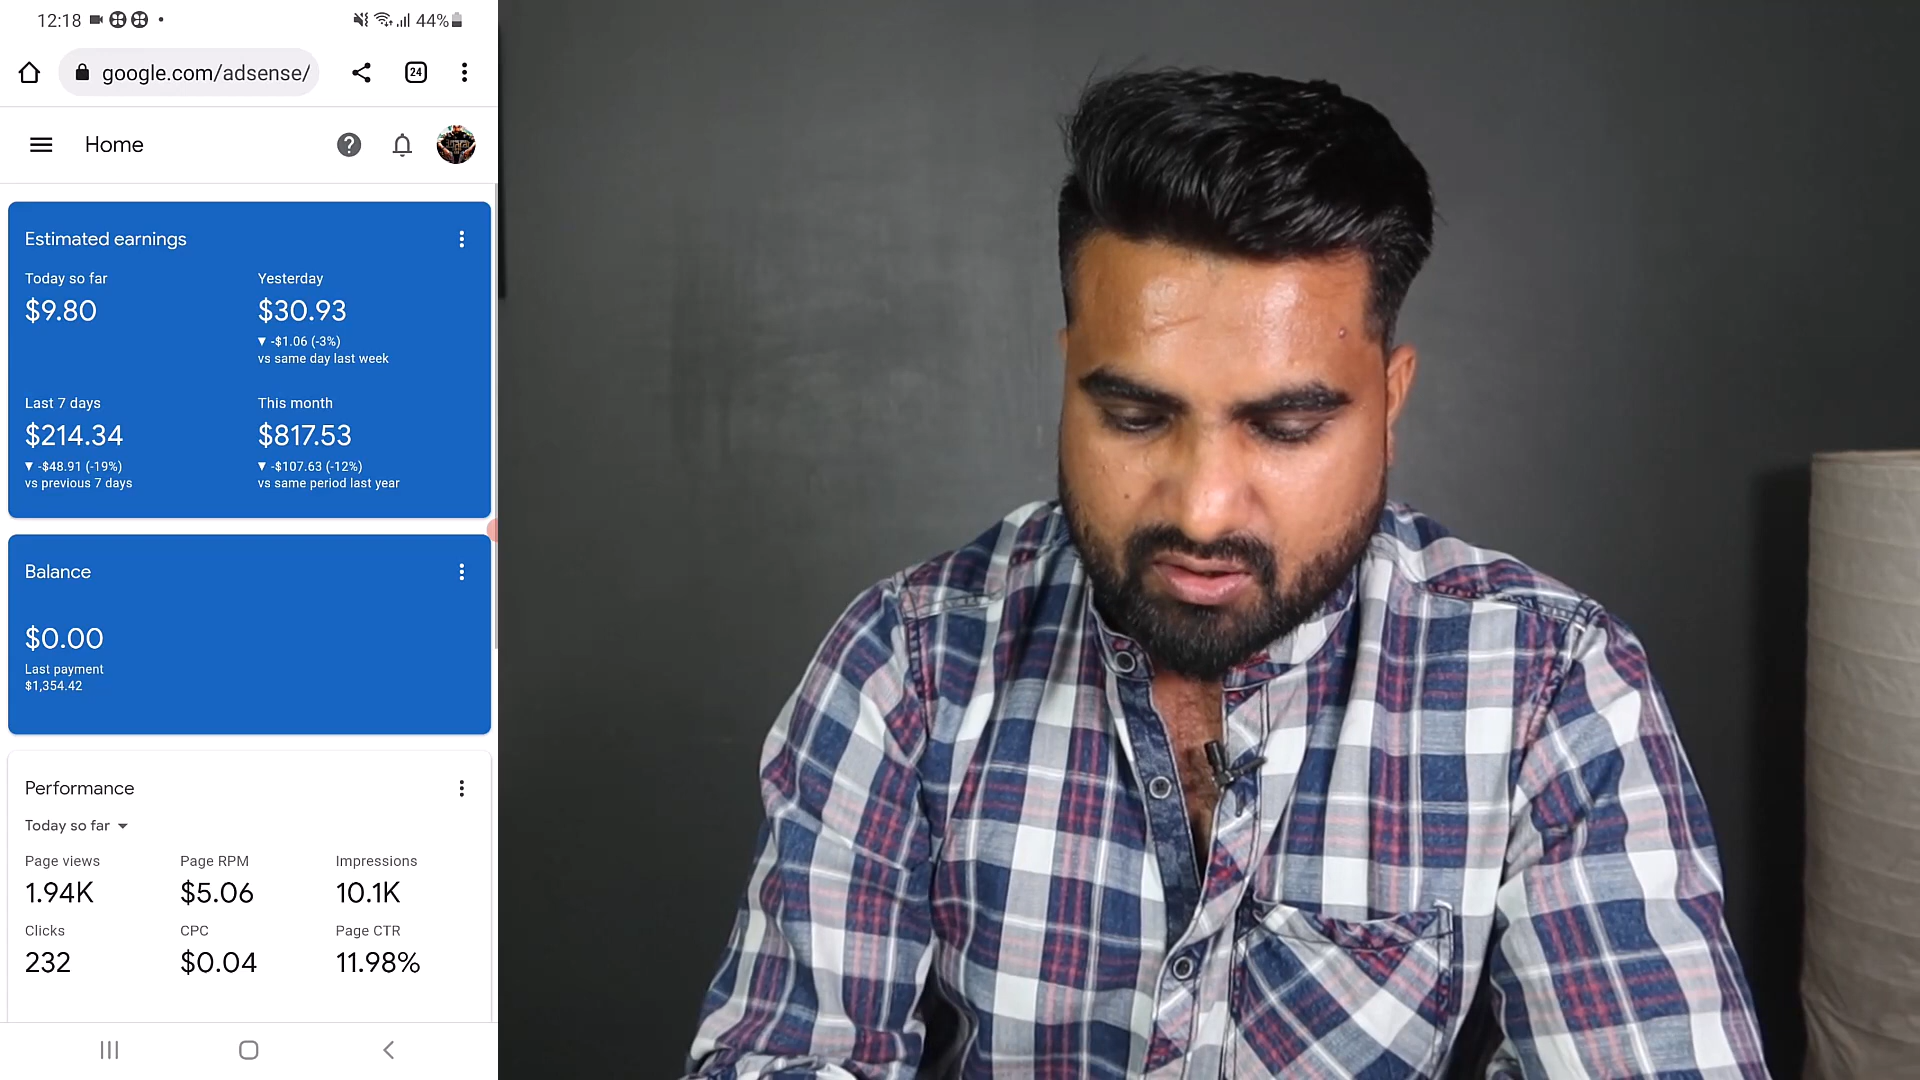 12:18 44%
google.com/adsense/ 24
Home
Estimated earnings
Today so far Yesterday
$9.80 $30.93
▼ -$1.06 (-3%)
vs same day last week
Last 7 days This month
$214.34 $817.53
▼ -$48.91 (-19%) ▼ -$107.63 (-12%)
vs previous 7 days vs same period last year
Balance
$0.00
Last payment
$1,354.42
Performance
Today so far
Page views Page RPM Impressions
1.94K $5.06 10.1K
Clicks CPC Page CTR
232 $0.04 11.98%